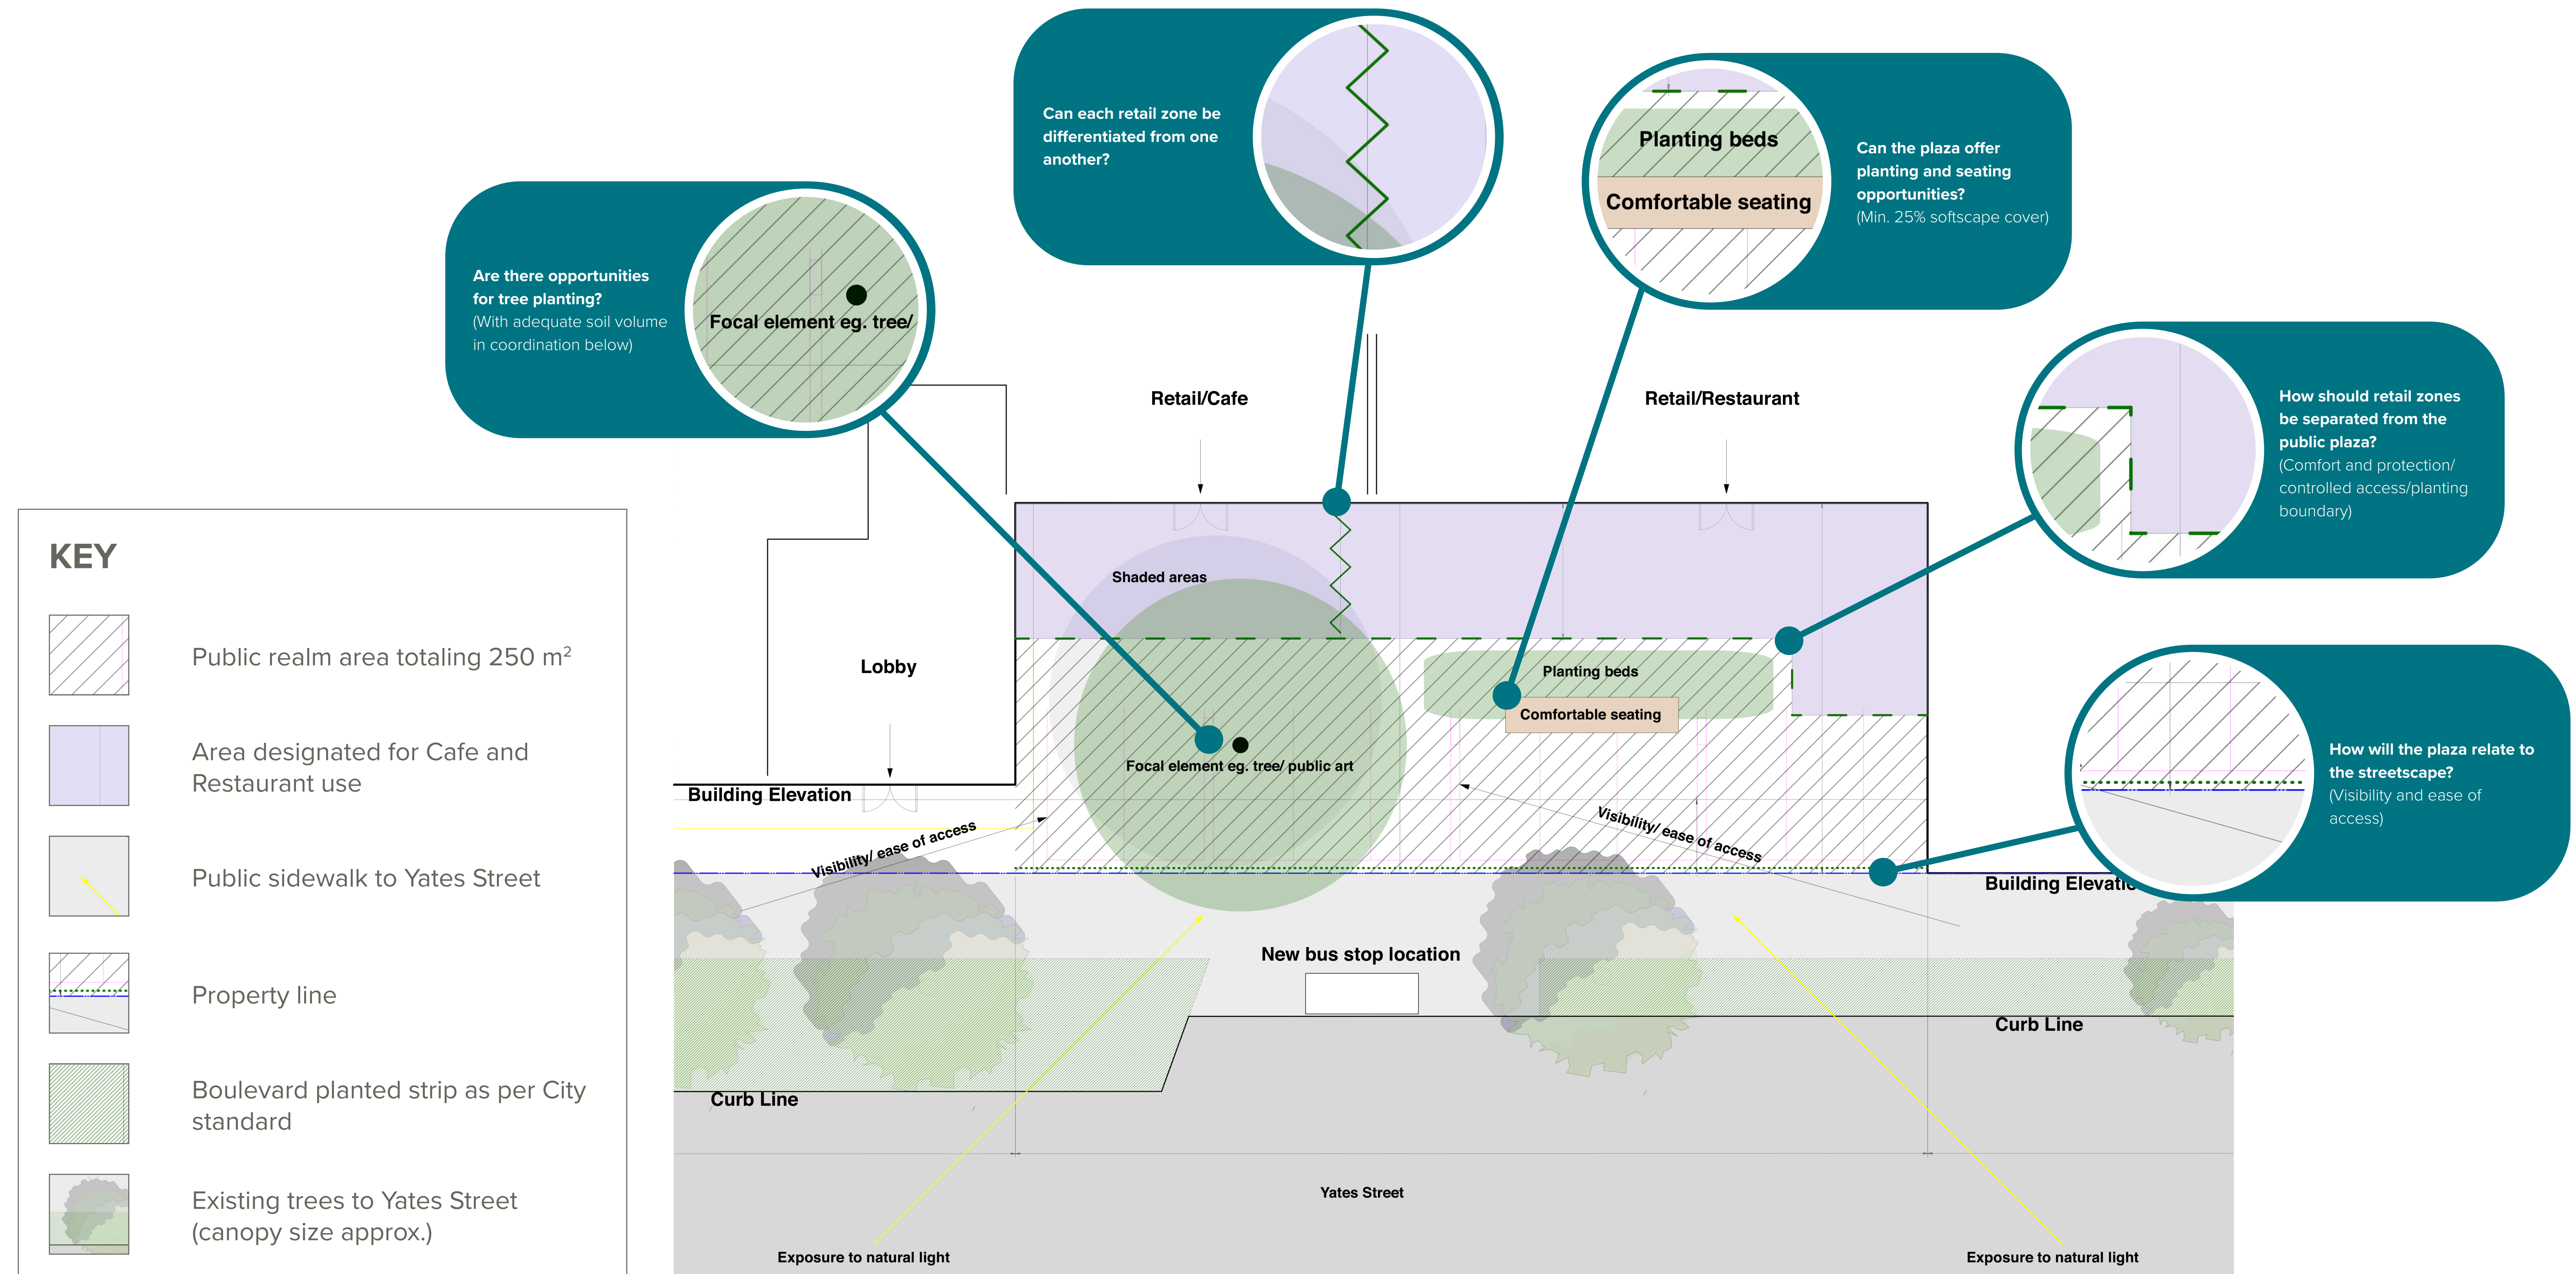 Can each retail zone be
differentiated from one
another?
Planting beds
Comfortable seating
Can the plaza offer
planting and seating
opportunities?
(Min. 25% softscape cover)
Are there opportunities
for tree planting?
(With adequate soil volume
in coordination below)
Focal element eg. tree/
How should retail zones
be separated from the
public plaza?
(Comfort and protection/
controlled access/planting
boundary)
How will the plaza relate to
the streetscape?
(Visibility and ease of
access)
Retail/Cafe
Retail/Restaurant
Shaded areas
Lobby
Planting beds
Comfortable seating
Focal element eg. tree/ public art
Building Elevation
Visibility/ ease of access
Visibility/ ease of access
Building Elevatio
New bus stop location
Curb Line
Curb Line
Yates Street
Exposure to natural light
Exposure to natural light
KEY
Public realm area totaling 250 m²
Area designated for Cafe and
Restaurant use
Public sidewalk to Yates Street
Property line
Boulevard planted strip as per City
standard
Existing trees to Yates Street
(canopy size approx.)